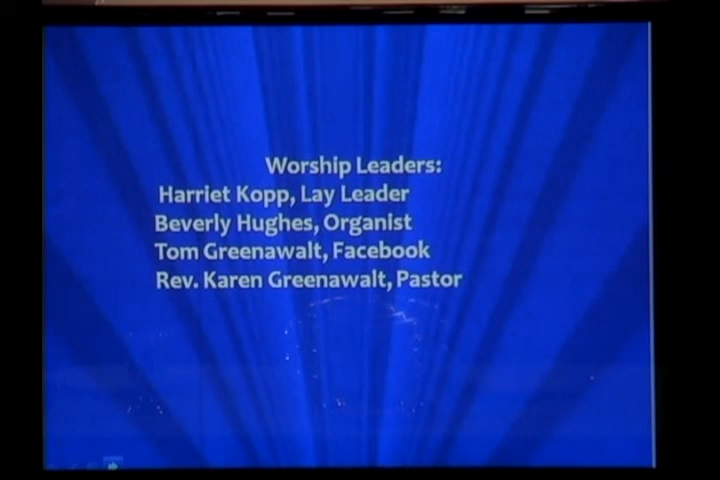 Worship Leaders:
Harriet Kopp, Lay Leader
Beverly Hughes, Organist
Tom Greenawalt, Facebook
Rev. Karen Greenawalt, Pastor